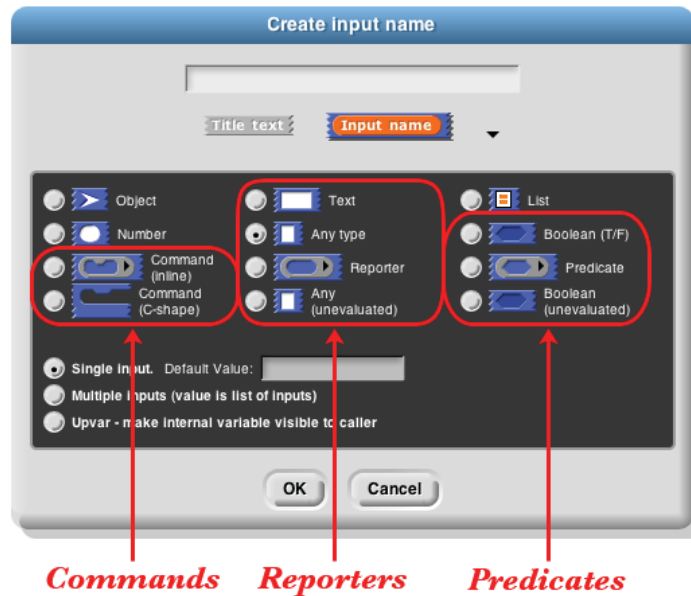 Create input name
Title text
Input name
Object
Text
List
Number
Any type
Boolean (T/F)
Command
(inline)
Reporter
Predicate
Command
(C-shape)
Any
(unevaluated)
Boolean
(unevaluated)
Single input. Default Value:
Multiple inputs (value is list of inputs)
Upvar - make internal variable visible to caller
OK
Cancel
Commands
Reporters
Predicates